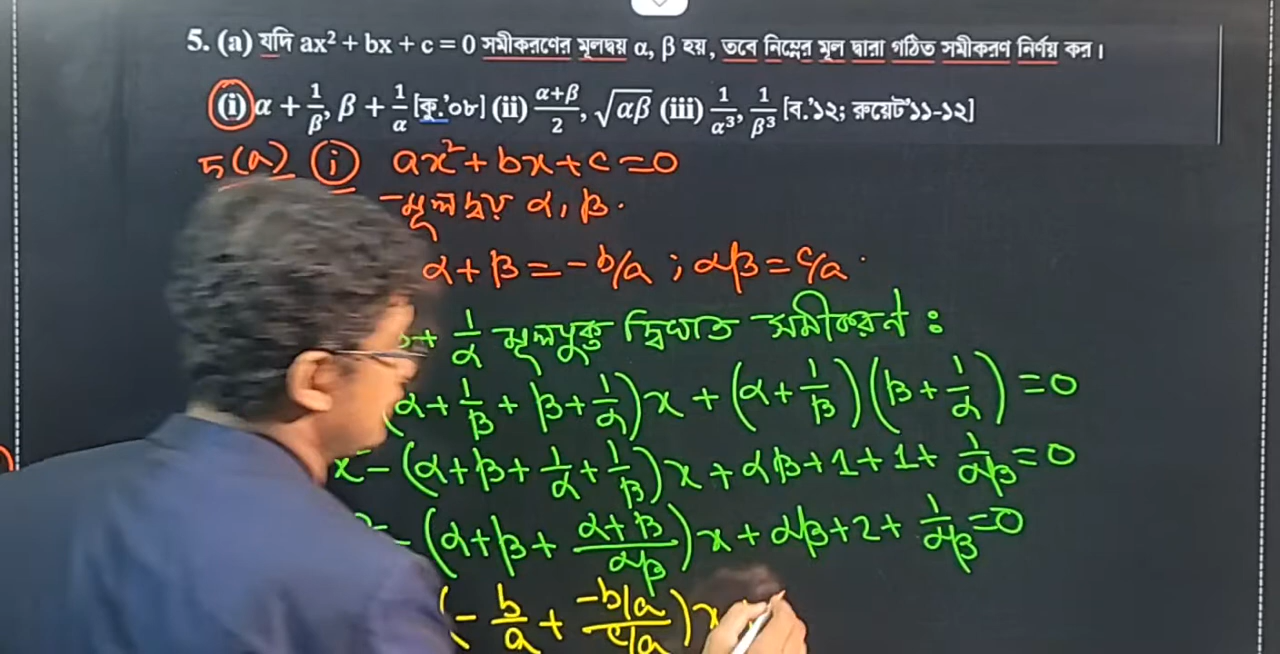 5. (a) যদি ax² + bx + c = 0 সমীকরণের মূলদ্বয় α, β হয়, তবে নিম্নের মূল দ্বারা গঠিত সমীকরণ নির্ণয় কর।
(i) α + 1/β, β + 1/α [কু.'০৮] (ii) (α+β)/2, √(αβ) (iii) 1/α³, 1/β³ [ব.'১২; রুয়েট'১১-১২]
5(a) (i) ax² + bx + c = 0
মূলদ্বয় α, β.
α + β = -b/a ; αβ = c/a.
+ 1/α মূলযুক্ত দ্বিঘাত সমীকরণ :
(α + 1/β + β + 1/α)x + (α + 1/β)(β + 1/α) = 0
x² - (α + β + 1/α + 1/β)x + αβ + 1 + 1 + 1/αβ = 0
- (α + β + (α + β)/αβ)x + αβ + 2 + 1/αβ = 0
(- b/a + (-b/a)/(c/a))x